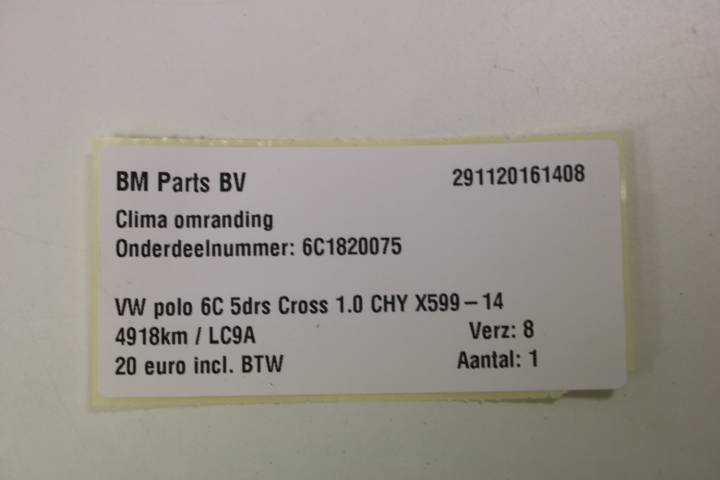 BM Parts BV 291120161408
Clima omranding
Onderdeelnummer: 6C1820075
VW polo 6C 5drs Cross 1.0 CHY X599-14
4918km / LC9A Verz: 8
20 euro incl. BTW Aantal: 1